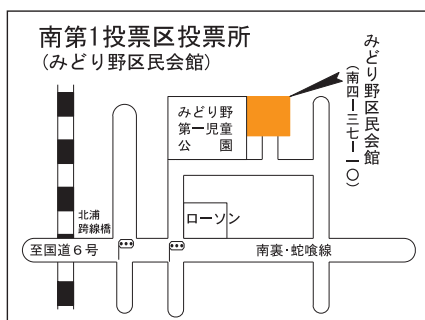 南第1投票区投票所
(みどり野区民会館)
みどり野区民会館
(南四ー三七ー一〇)
みどり野
第一児童
公園
北浦
跨線橋
ローソン
至国道6号
南裏・蛇喰線